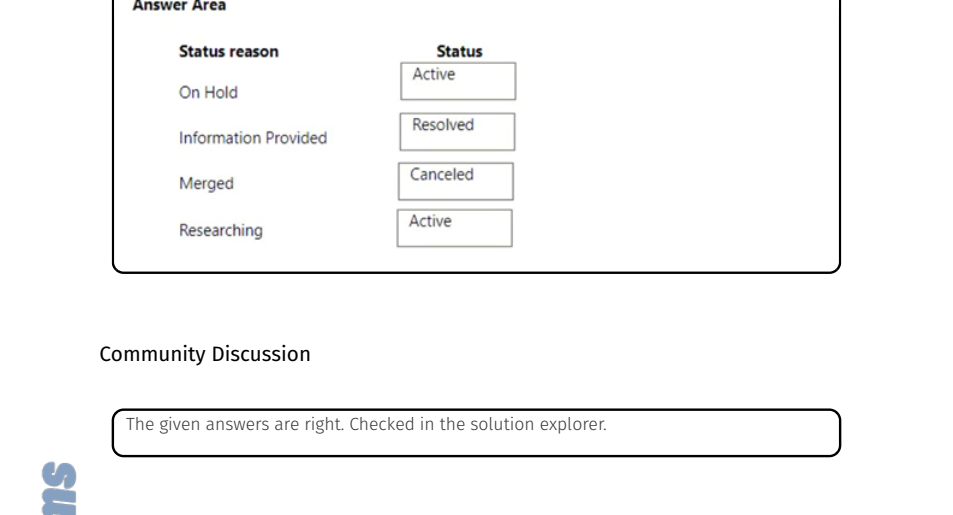 Answer Area
Status reason Status
On Hold Active
Information Provided Resolved
Merged Canceled
Researching Active
Community Discussion
The given answers are right. Checked in the solution explorer.